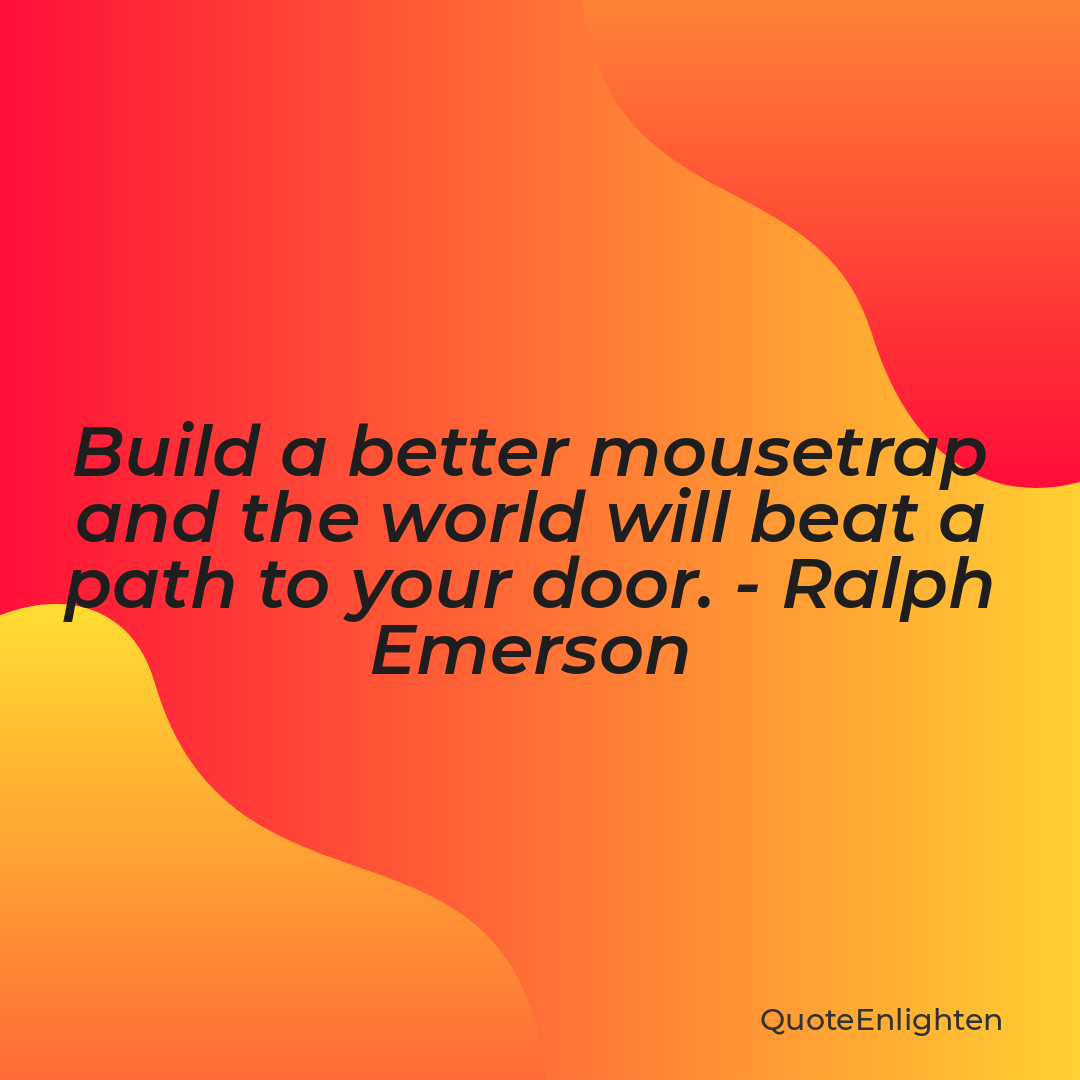 Build a better mousetrap
and the world will beat a
path to your door. - Ralph
Emerson
QuoteEnlighten